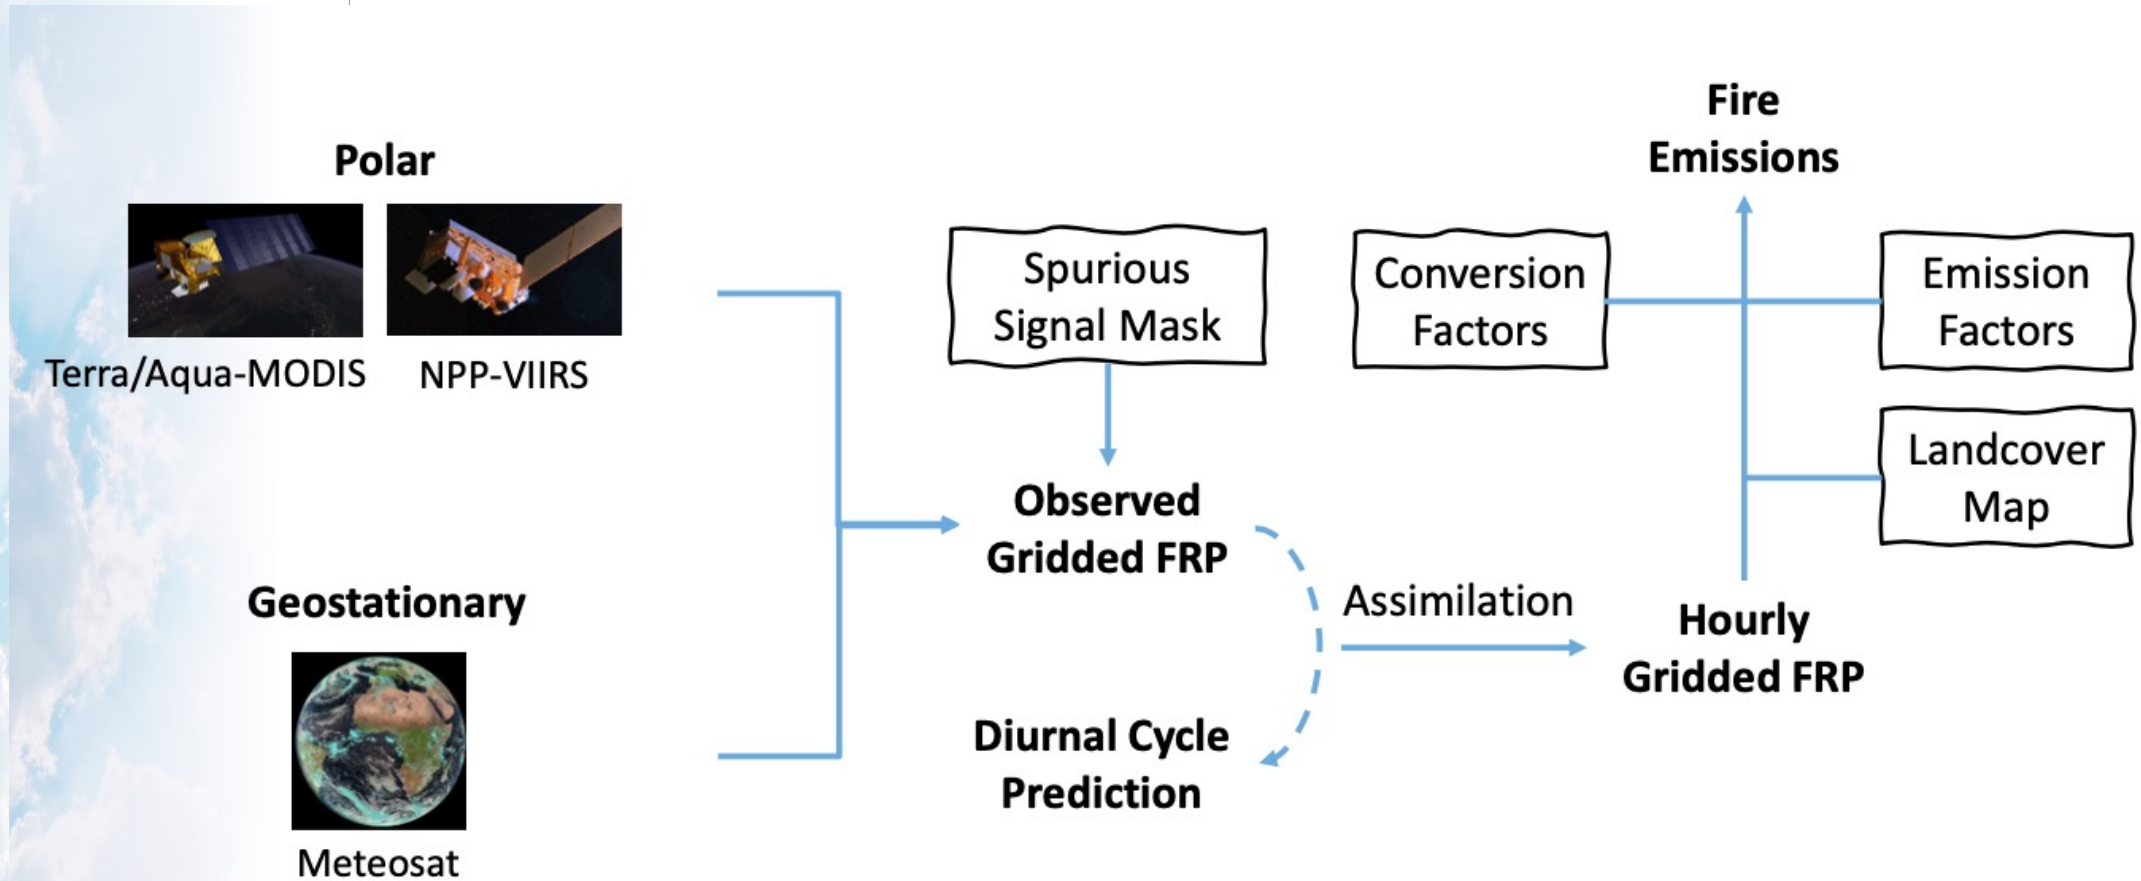 Polar
Terra/Aqua-MODIS
NPP-VIIRS
Geostationary
Meteosat
Spurious
Signal Mask
Observed
Gridded FRP
Diurnal Cycle
Prediction
Assimilation
Hourly
Gridded FRP
Conversion
Factors
Emission
Factors
Landcover
Map
Fire
Emissions